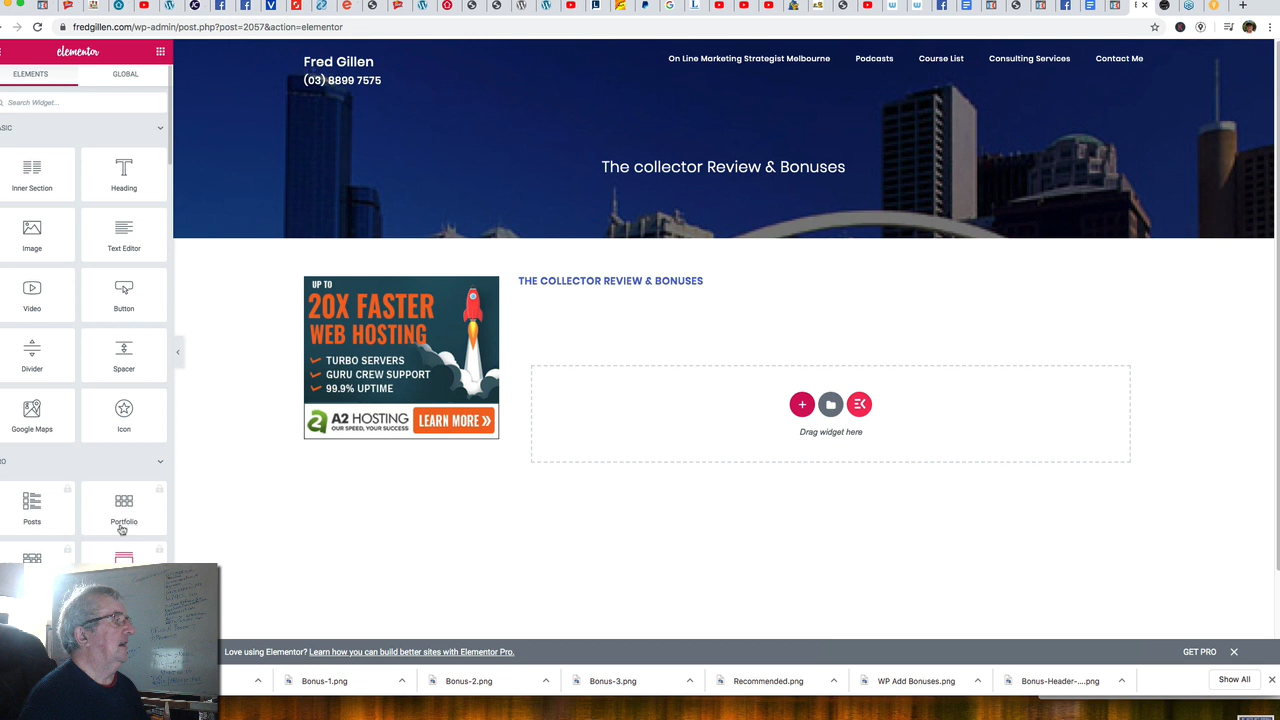 fredgillen.com/wp-admin/post.php?post=2057&action=elementor
elementor
ELEMENTS
GLOBAL
Search Widget...
ASIC
Inner Section
Heading
Image
Text Editor
Video
Button
Divider
Spacer
Google Maps
Icon
RO
Posts
Portfolio
Fred Gillen
(03) 8899 7575
On Line Marketing Strategist Melbourne
Podcasts
Course List
Consulting Services
Contact Me
The collector Review & Bonuses
UP TO
20X FASTER
WEB HOSTING
TURBO SERVERS
GURU CREW SUPPORT
99.9% UPTIME
A2 HOSTING
OUR SPEED, YOUR SUCCESS
LEARN MORE »
THE COLLECTOR REVIEW & BONUSES
Drag widget here
Love using Elementor? Learn how you can build better sites with Elementor Pro.
GET PRO
Bonus-1.png
Bonus-2.png
Bonus-3.png
Recommended.png
WP Add Bonuses.png
Bonus-Header-....png
Show All